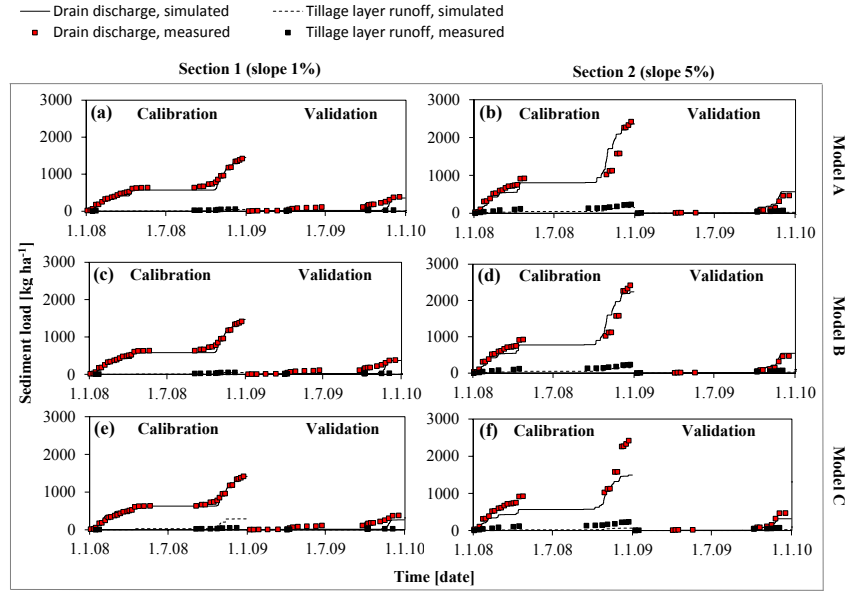 Drain discharge, simulated Tillage layer runoff, simulated
Drain discharge, measured Tillage layer runoff, measured
Section 1 (slope 1%) Section 2 (slope 5%)
Sediment load [kg ha-1]
3000 (a) Calibration Validation
2000
1000
0
1.1.08 1.7.08 1.1.09 1.7.09 1.1.10
3000 (b) Calibration Validation
2000
1000
0
1.1.08 1.7.08 1.1.09 1.7.09 1.1.10
Model A
3000 (c) Calibration Validation
2000
1000
0
1.1.08 1.7.08 1.1.09 1.7.09 1.1.10
3000 (d) Calibration Validation
2000
1000
0
1.1.08 1.7.08 1.1.09 1.7.09 1.1.10
Model B
3000 (e) Calibration Validation
2000
1000
0
1.1.08 1.7.08 1.1.09 1.7.09 1.1.10
3000 (f) Calibration Validation
2000
1000
0
1.1.08 1.7.08 1.1.09 1.7.09 1.1.10
Model C
Time [date]